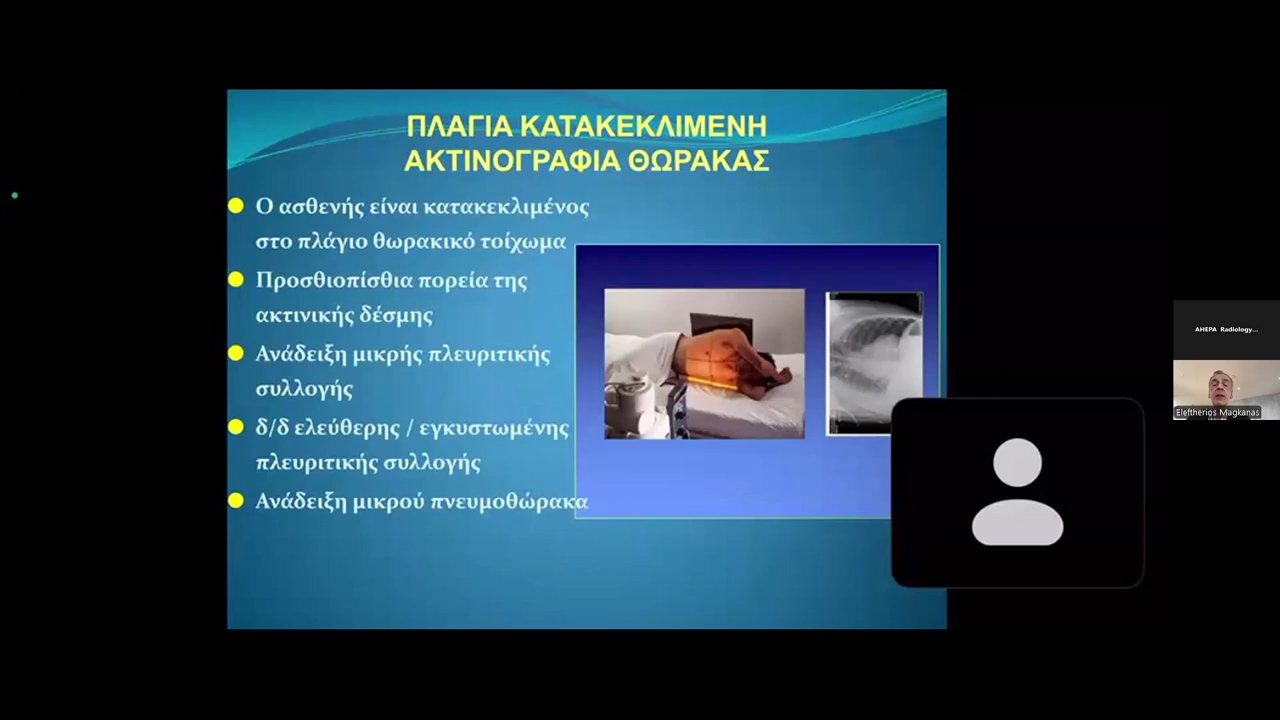 ΠΛΑΓΙΑ ΚΑΤΑΚΕΚΛΙΜΕΝΗ
ΑΚΤΙΝΟΓΡΑΦΙΑ ΘΩΡΑΚΑΣ
Ο ασθενής είναι κατακεκλιμένος
στο πλάγιο θωρακικό τοίχωμα
Προσθιοπίσθια πορεία της
ακτινικής δέσμης
Ανάδειξη μικρής πλευριτικής
συλλογής
δ/δ ελεύθερης / εγκυστωμένης
πλευριτικής συλλογής
Ανάδειξη μικρού πνευμοθώρακα
AHEPA Radiology...
Eleftherios Magkanas